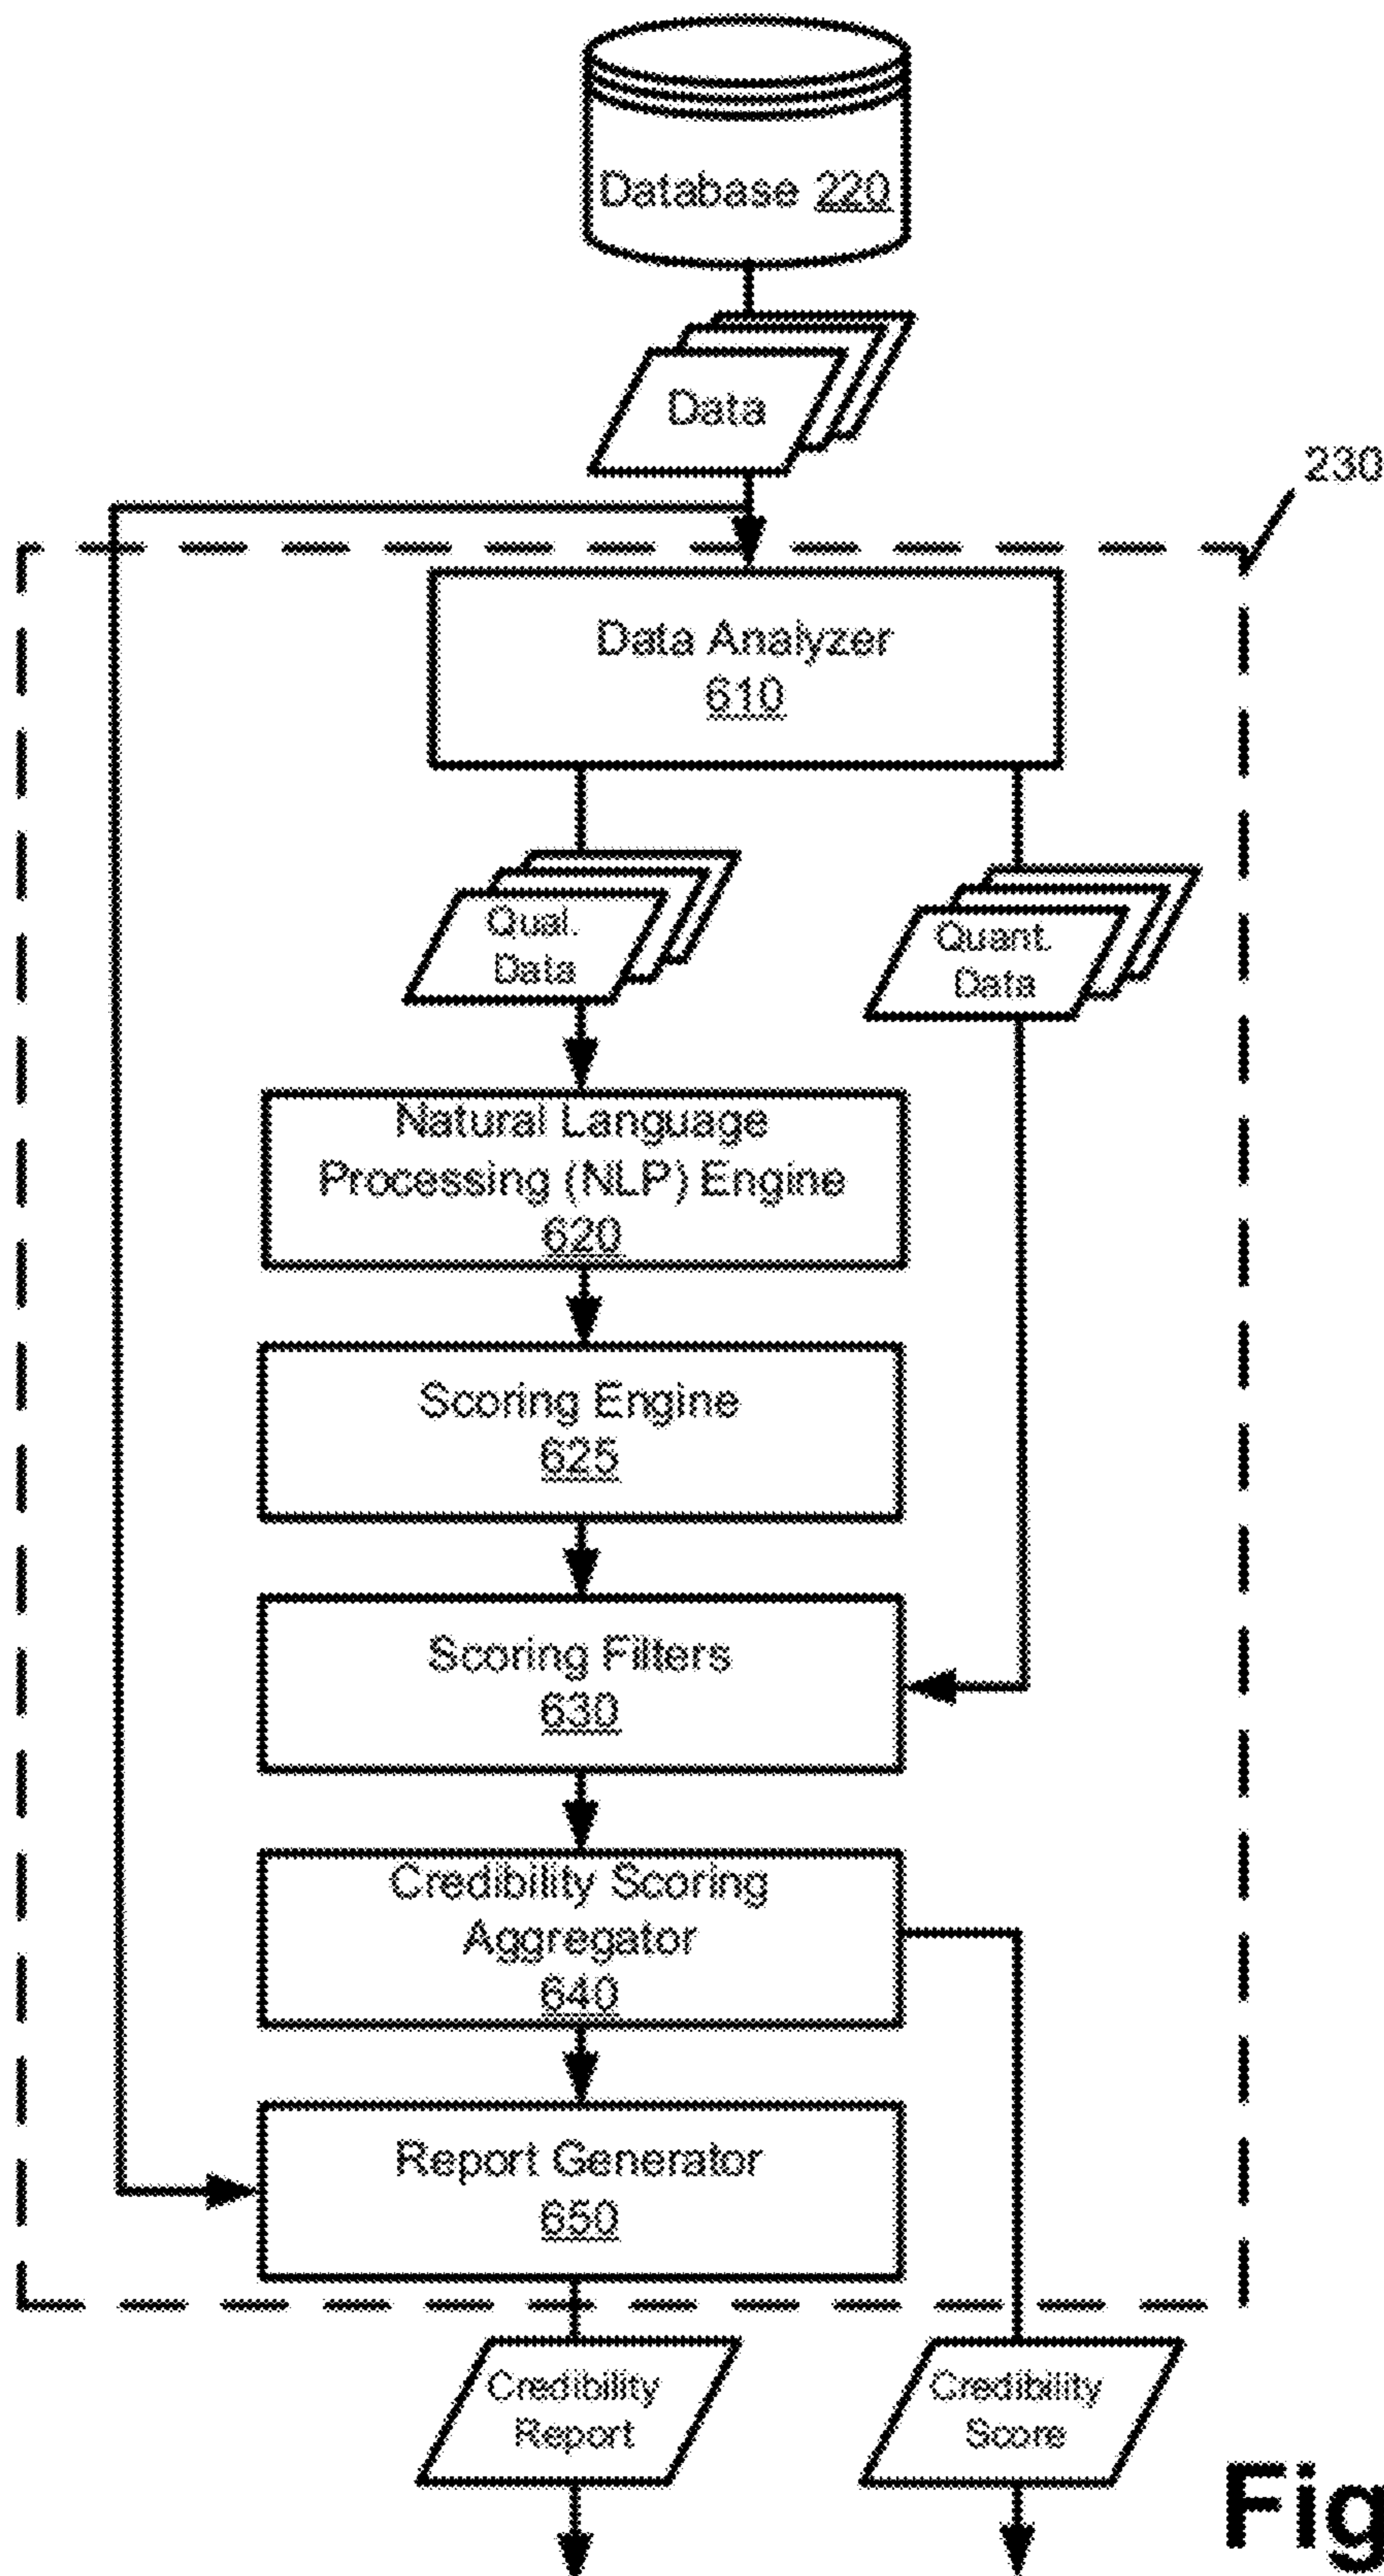 Database 220
Data
230
Data Analyzer
610
Qual.
Data
Quant.
Data
Natural Language
Processing (NLP) Engine
620
Scoring Engine
625
Scoring Filters
630
Credibility Scoring
Aggregator
640
Report Generator
650
Credibility
Report
Credibility
Score
Fig